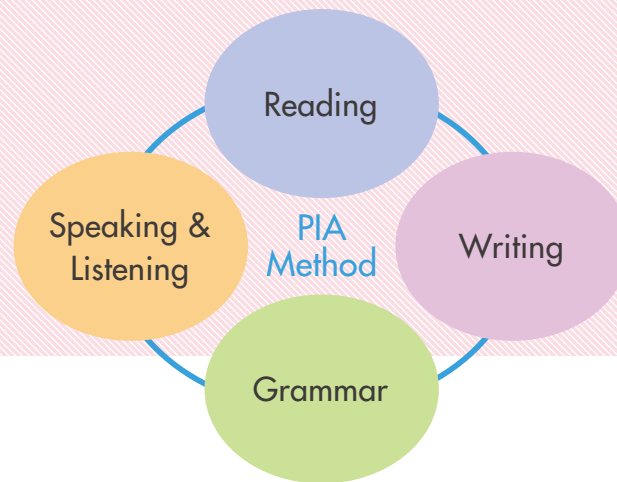 Reading
Speaking &
Listening
PIA
Method
Writing
Grammar